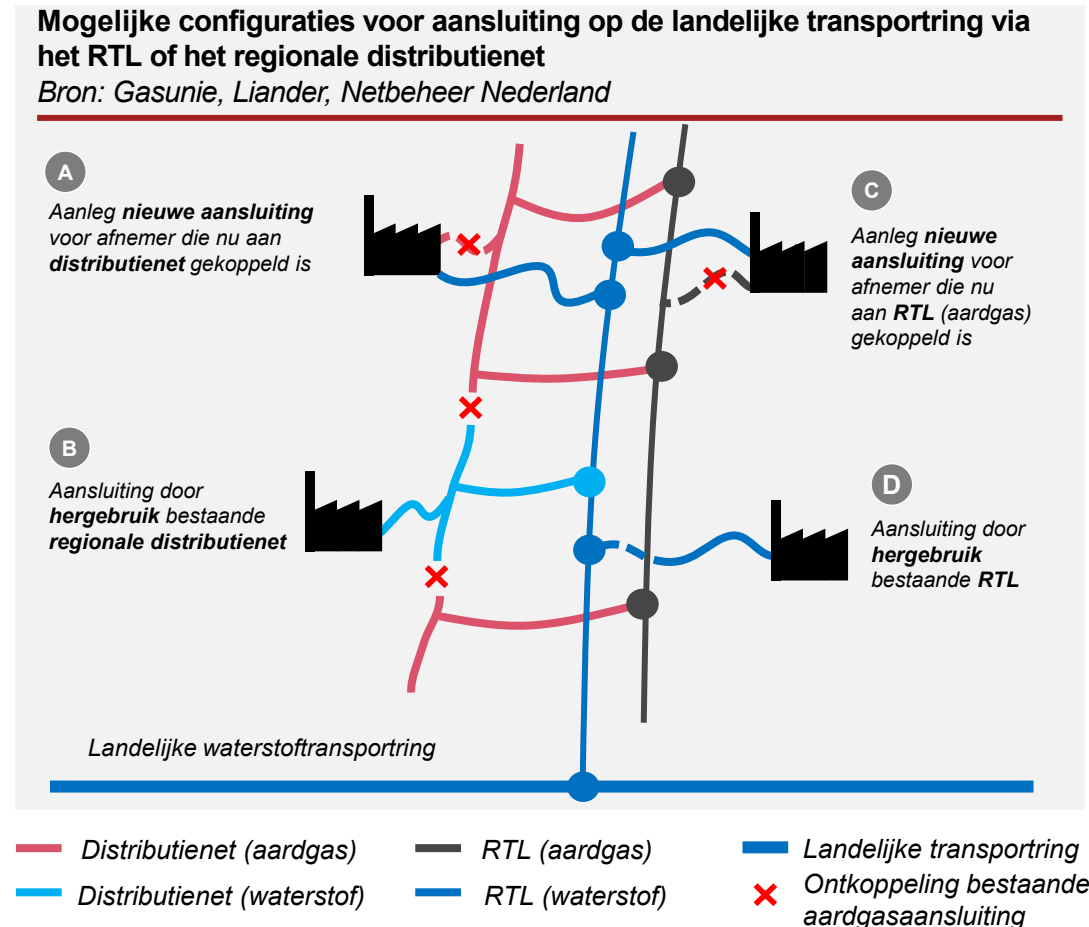 Mogelijke configuraties voor aansluiting op de landelijke transportring via
het RTL of het regionale distributienet
Bron: Gasunie, Liander, Netbeheer Nederland
A
Aanleg nieuwe aansluiting
voor afnemer die nu aan
distributienet gekoppeld is
C
Aanleg nieuwe
aansluiting voor
afnemer die nu
aan RTL (aardgas)
gekoppeld is
B
Aansluiting door
hergebruik bestaande
regionale distributienet
D
Aansluiting door
hergebruik
bestaande RTL
Landelijke waterstoftransportring
Distributienet (aardgas)
Distributienet (waterstof)
RTL (aardgas)
RTL (waterstof)
Landelijke transportring
Ontkoppeling bestaande
aardgasaansluiting